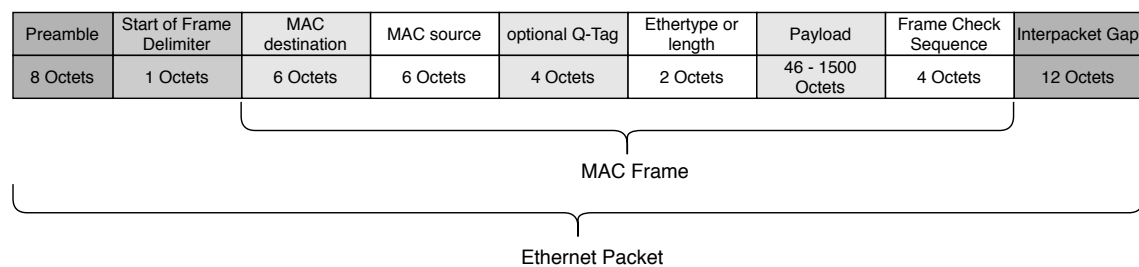 Preamble
Start of Frame
Delimiter
MAC
destination
MAC source
optional Q-Tag
Ethertype or
length
Payload
Frame Check
Sequence
Interpacket Gap
8 Octets
1 Octets
6 Octets
6 Octets
4 Octets
2 Octets
46 - 1500
Octets
4 Octets
12 Octets
MAC Frame
Ethernet Packet